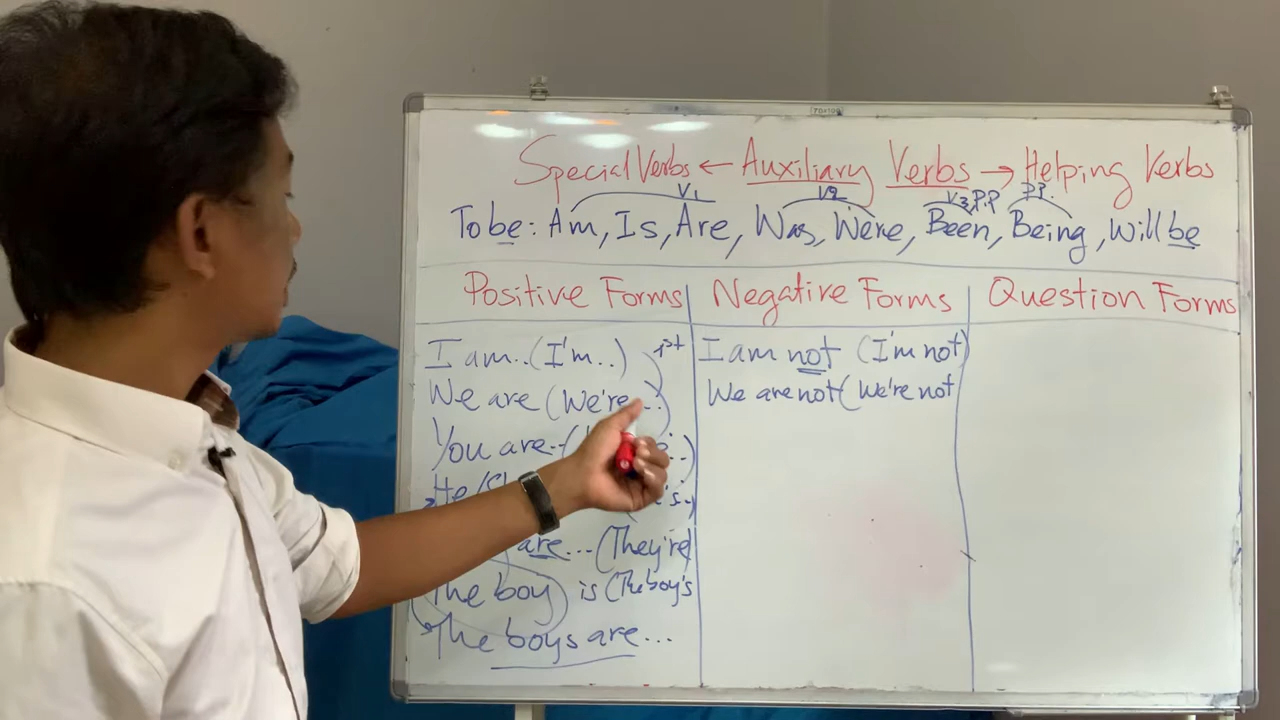 Special Verbs ← Auxiliary Verbs → Helping Verbs
V1 V2 V3, P.P
To be: Am, Is, Are, Was, Were, Been, Being, Will be
Positive Forms
I am.. (I'm..) 1st
We are (We're...
You are..
He/
are... (They're)
The boy is (The boy's
The boys are...
Negative Forms
I am not (I'm not)
We are not (We're not
Question Forms